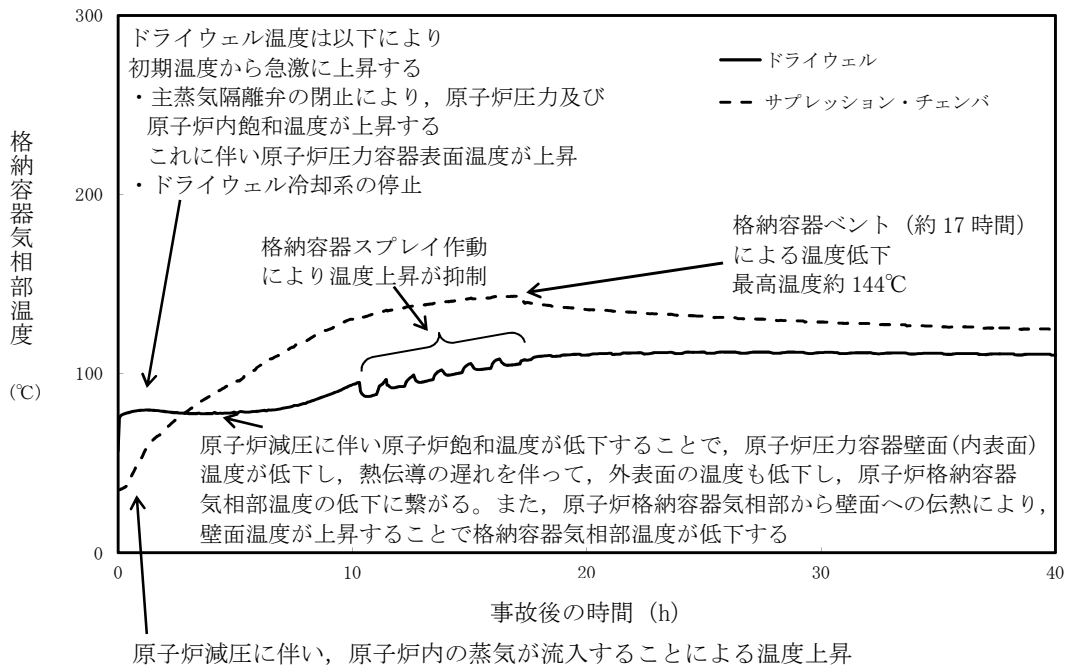 300
ドライウェル温度は以下により
初期温度から急激に上昇する
・主蒸気隔離弁の閉止により，原子炉圧力及び
原子炉内飽和温度が上昇する
これに伴い原子炉圧力容器表面温度が上昇
・ドライウェル冷却系の停止
ドライウェル
サプレッション・チェンバ
格納容器気相部温度
(℃)
200
格納容器スプレイ作動
により温度上昇が抑制
格納容器ベント（約 17 時間）
による温度低下
最高温度約 144℃
100
原子炉減圧に伴い原子炉飽和温度が低下することで，原子炉圧力容器壁面(内表面)
温度が低下し，熱伝導の遅れを伴って，外表面の温度も低下し，原子炉格納容器
気相部温度の低下に繋がる。また，原子炉格納容器気相部から壁面への伝熱により，
壁面温度が上昇することで格納容器気相部温度が低下する
0
0 10 20 30 40
事故後の時間 (h)
原子炉減圧に伴い，原子炉内の蒸気が流入することによる温度上昇